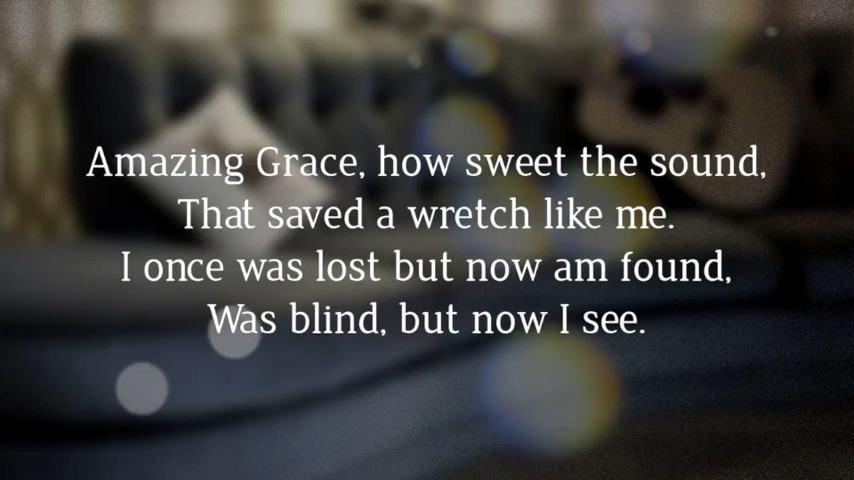 Amazing Grace, how sweet the sound,
That saved a wretch like me.
I once was lost but now am found,
Was blind, but now I see.